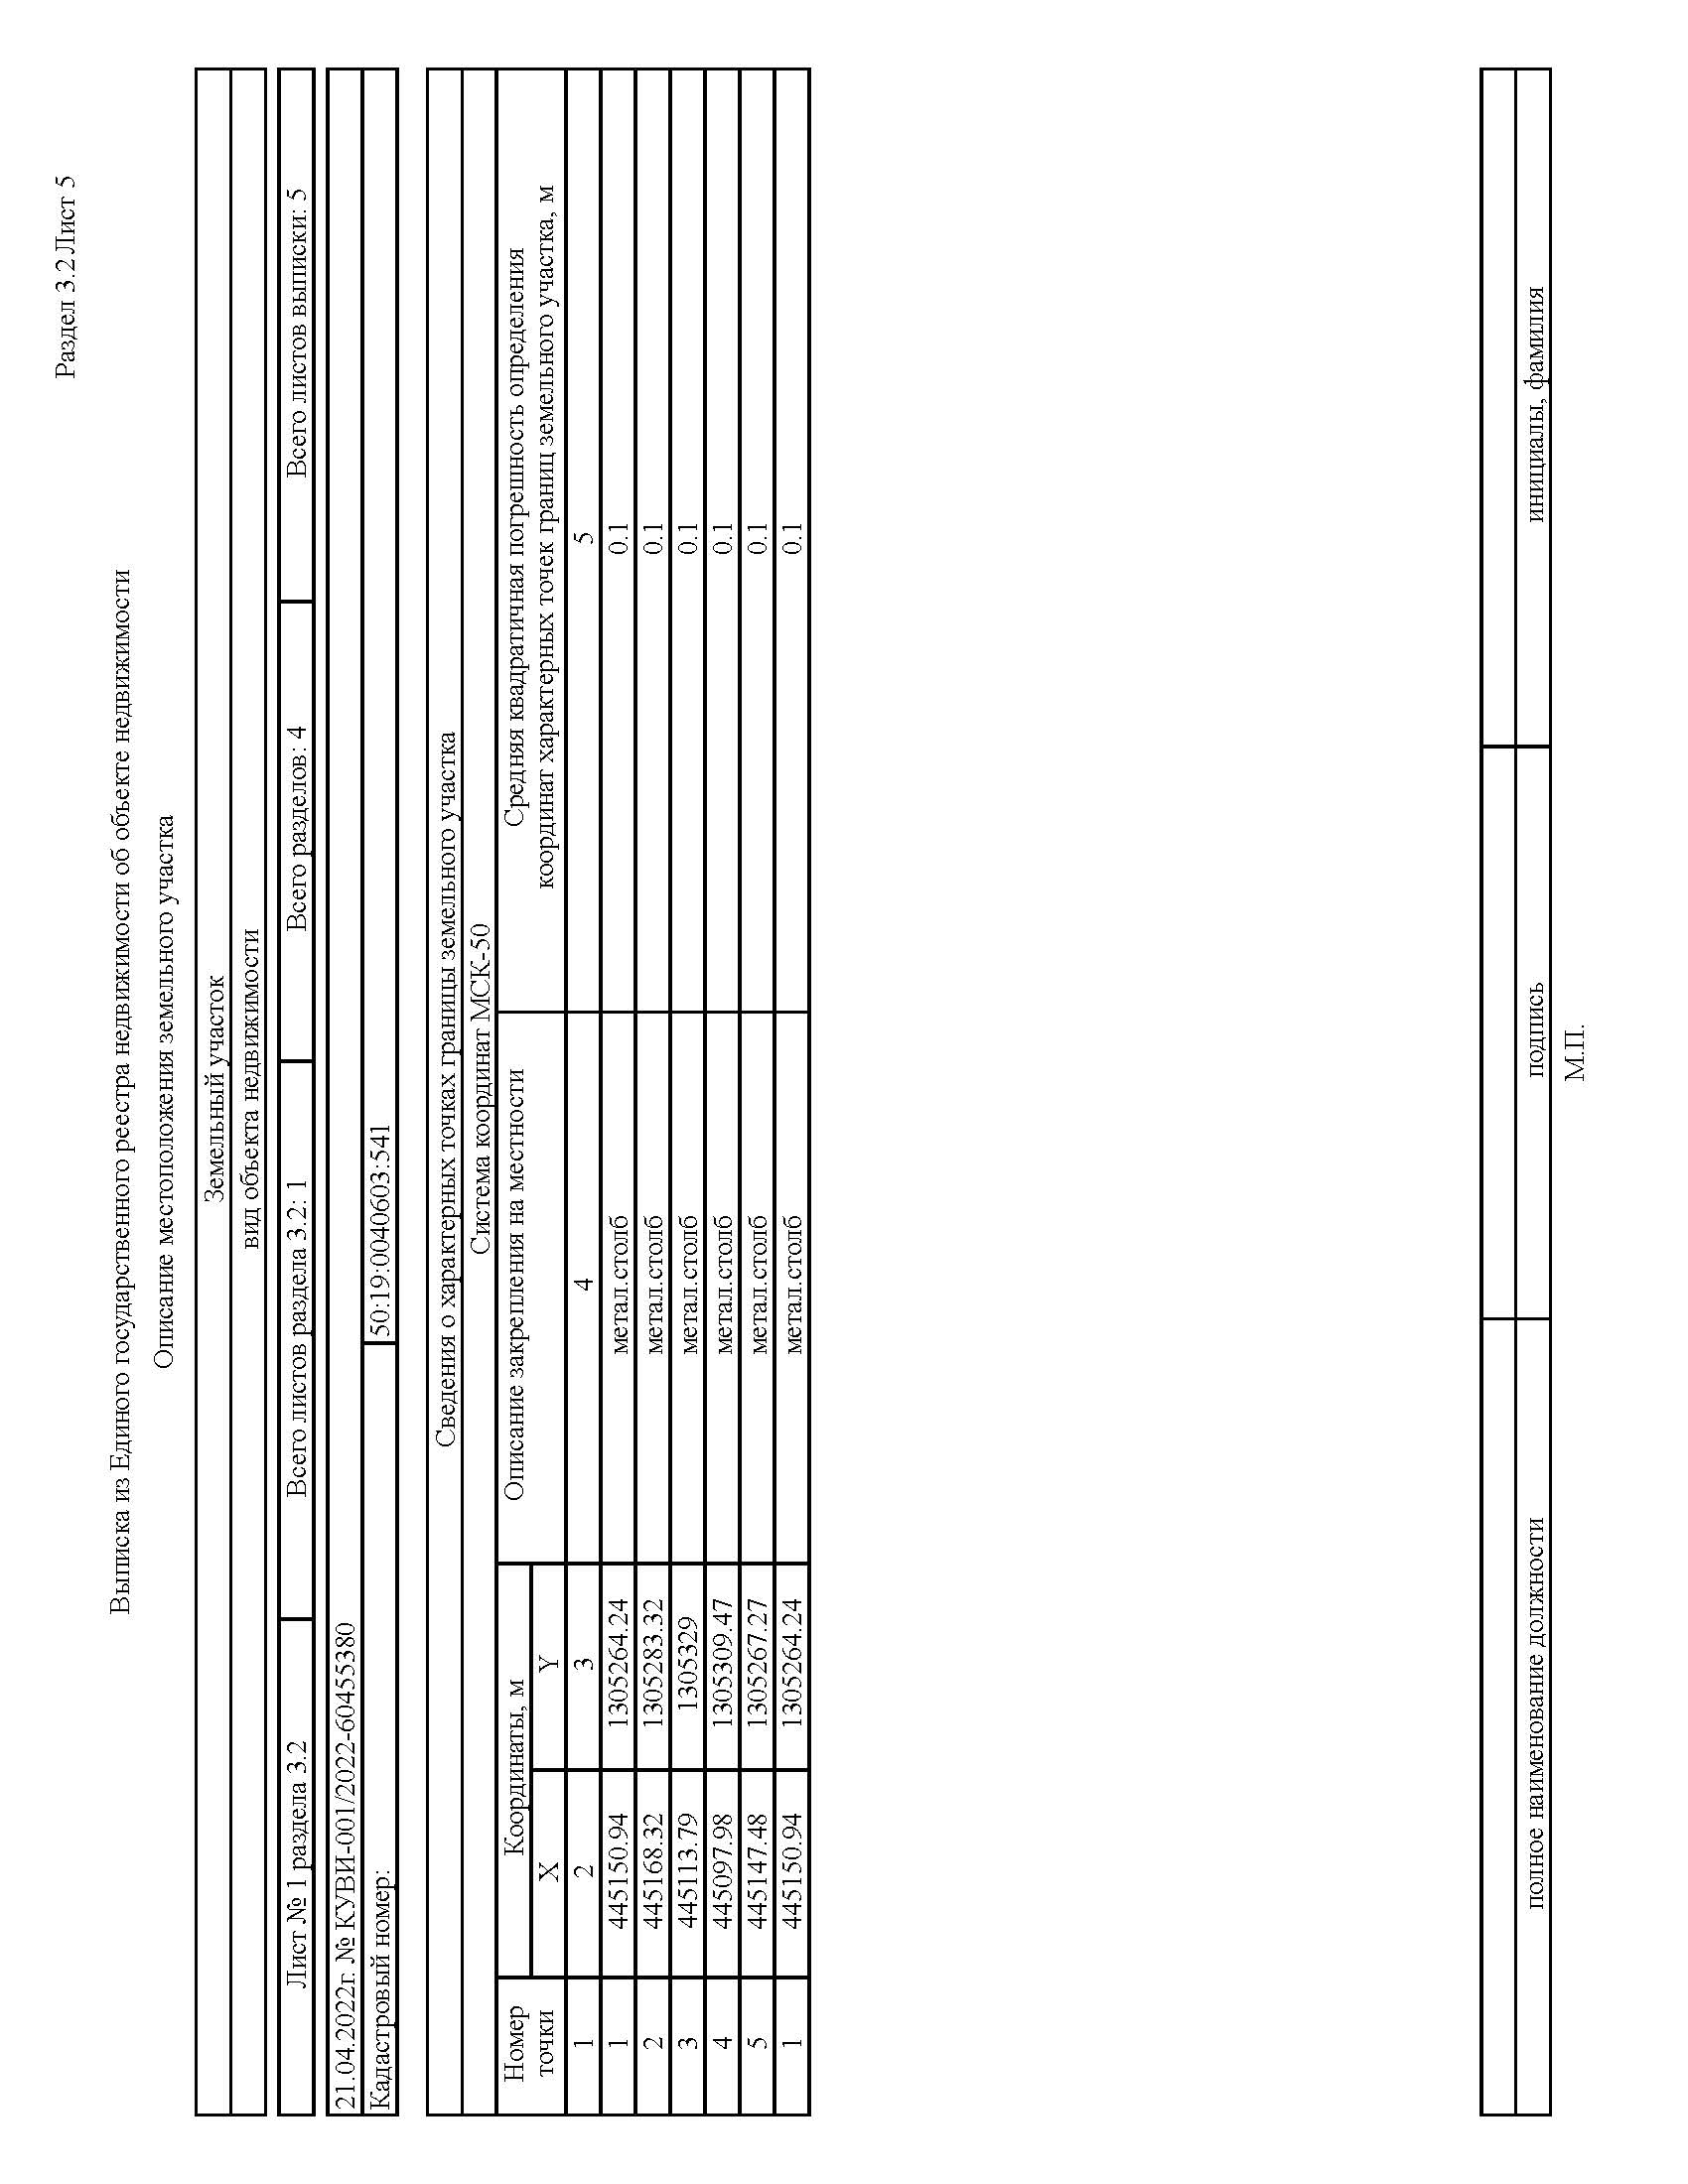 Раздел 3.2 Лист 5
Выписка из Единого государственного реестра недвижимости об объекте недвижимости
Описание местоположения земельного участка
Земельный участок
вид объекта недвижимости
Лист № 1 раздела 3.2 Всего листов раздела 3.2: 1 Всего разделов: 4 Всего листов выписки: 5
21.04.2022г. № КУВИ-001/2022-60455380
Кадастровый номер: 50:19:0040603:541
Сведения о характерных точках границы земельного участка
Система координат МСК-50
Номер Координаты, м Описание закрепления на местности Средняя квадратичная погрешность определения
точки X Y координат характерных точек границ земельного участка, м
1 2 3 4 5
1 445150.94 1305264.24 метал.столб 0.1
2 445168.32 1305283.32 метал.столб 0.1
3 445113.79 1305329 метал.столб 0.1
4 445097.98 1305309.47 метал.столб 0.1
5 445147.48 1305267.27 метал.столб 0.1
1 445150.94 1305264.24 метал.столб 0.1
полное наименование должности подпись инициалы, фамилия
М.П.